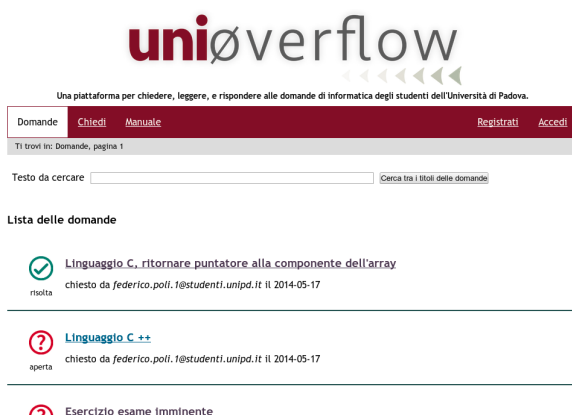 uniøverflow
Una piattaforma per chiedere, leggere, e rispondere alle domande di informatica degli studenti dell'Università di Padova.
Domande Chiedi Manuale Registrati Accedi
Ti trovi in: Domande, pagina 1
Testo da cercare Cerca tra i titoli delle domande
Lista delle domande
Linguaggio C, ritornare puntatore alla componente dell'array
chiesto da federico.poli.1@studenti.unipd.it il 2014-05-17
risolta
Linguaggio C ++
chiesto da federico.poli.1@studenti.unipd.it il 2014-05-17
aperta
Esercizio esame imminente